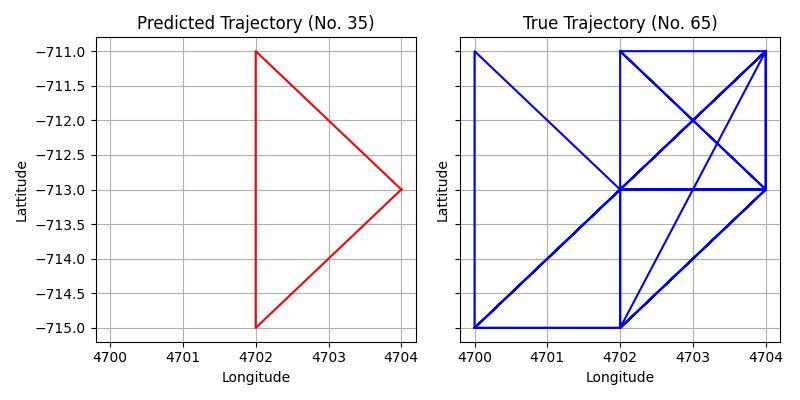 Predicted Trajectory (No. 35)
True Trajectory (No. 65)
−711.0
−711.5
−712.0
−712.5
−713.0
−713.5
−714.0
−714.5
−715.0
Lattitude
Lattitude
4700 4701 4702 4703 4704
4700 4701 4702 4703 4704
Longitude
Longitude